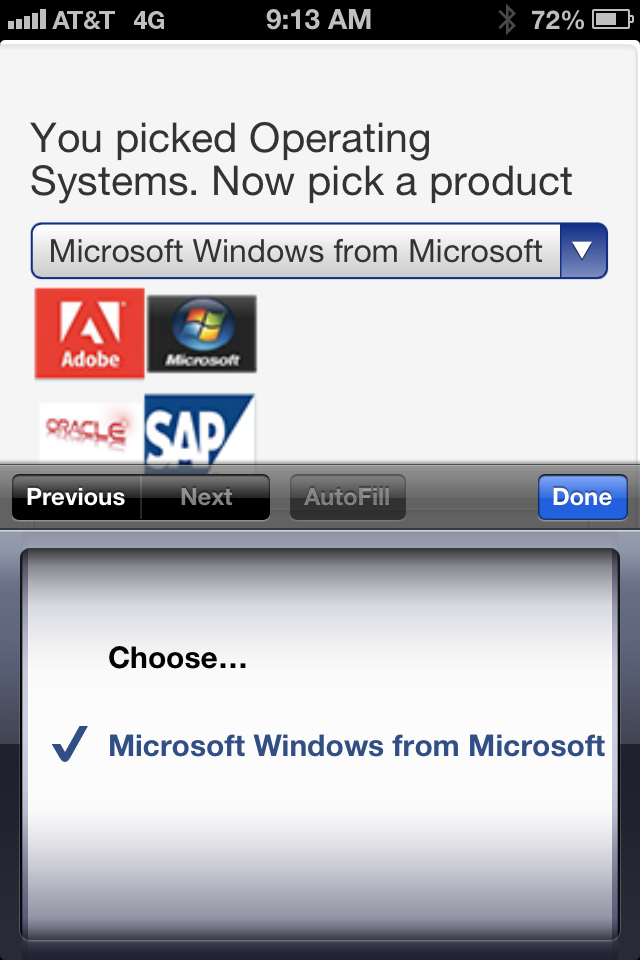 AT&T 4G 9:13 AM 72%
You picked Operating
Systems. Now pick a product
Microsoft Windows from Microsoft
Adobe Microsoft
ORACLE SAP
Previous Next AutoFill Done
Choose...
Microsoft Windows from Microsoft